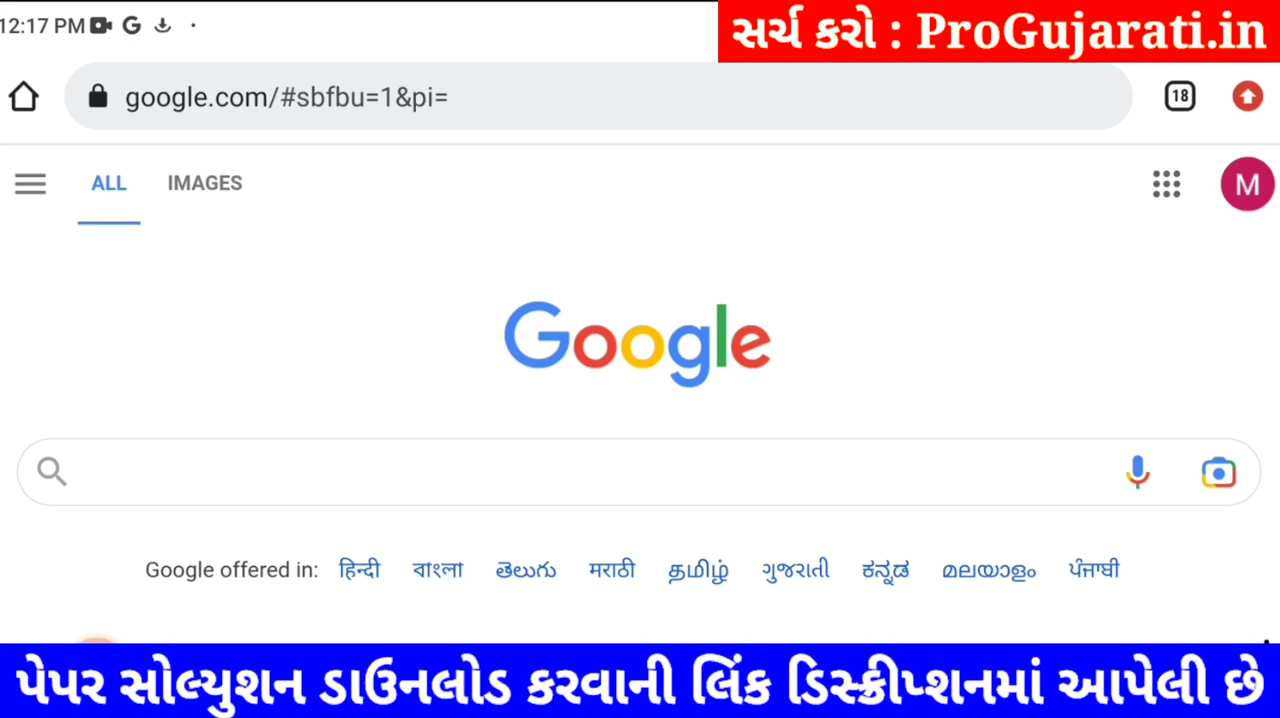 12:17 PM
સર્ચ કરો : ProGujarati.in
google.com/#sbfbu=1&pi=
18
ALL IMAGES
M
Google
Google offered in: हिन्दी বাংলা తెలుగు मराठी தமிழ் ગુજરાતી ಕನ್ನಡ മലയാളം ਪੰਜਾਬੀ
પેપર સોલ્યુશન ડાઉનલોડ કરવાની લિંક ડિસ્ક્રીપ્શનમાં આપેલી છે